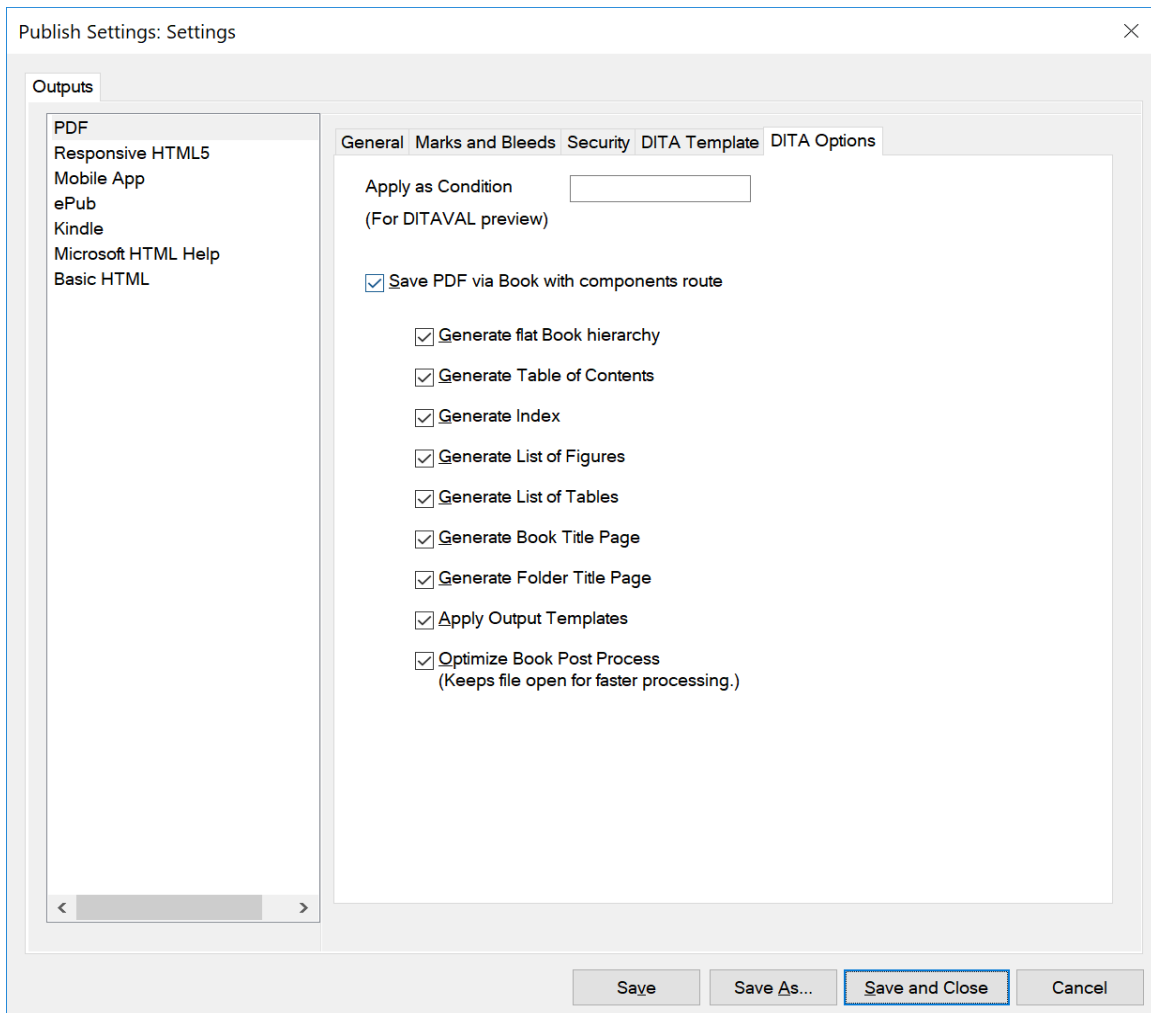 Publish Settings: Settings
Outputs
PDF
Responsive HTML5
Mobile App
ePub
Kindle
Microsoft HTML Help
Basic HTML
General Marks and Bleeds Security DITA Template DITA Options
Apply as Condition
(For DITAVAL preview)
Save PDF via Book with components route
Generate flat Book hierarchy
Generate Table of Contents
Generate Index
Generate List of Figures
Generate List of Tables
Generate Book Title Page
Generate Folder Title Page
Apply Output Templates
Optimize Book Post Process
(Keeps file open for faster processing.)
Save Save As... Save and Close Cancel